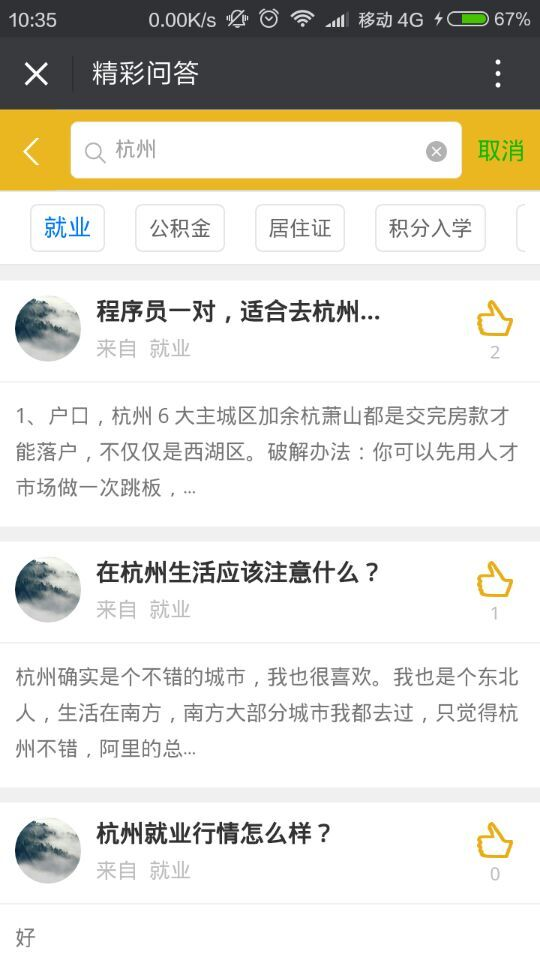 10:35 0.00K/s 移动 4G 67%
精彩问答
杭州 取消
就业 公积金 居住证 积分入学
程序员一对，适合去杭州...
来自 就业
2
1、户口，杭州 6 大主城区加余杭萧山都是交完房款才
能落户，不仅仅是西湖区。破解办法：你可以先用人才
市场做一次跳板，...
在杭州生活应该注意什么？
来自 就业
1
杭州确实是个不错的城市，我也很喜欢。我也是个东北
人，生活在南方，南方大部分城市我都去过，只觉得杭
州不错，阿里的总...
杭州就业行情怎么样？
来自 就业
0
好